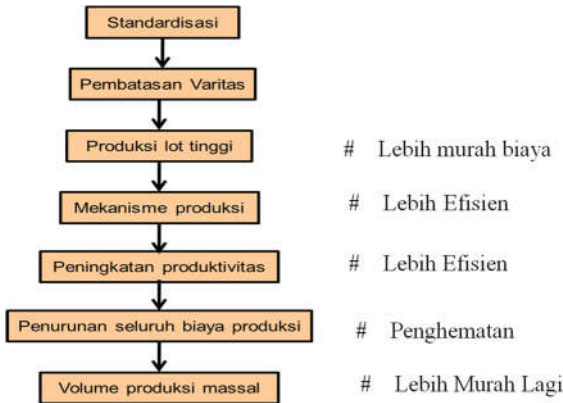 Standardisasi
Pembatasan Varitas
Produksi lot tinggi # Lebih murah biaya
Mekanisme produksi # Lebih Efisien
Peningkatan produktivitas # Lebih Efisien
Penurunan seluruh biaya produksi # Penghematan
Volume produksi massal # Lebih Murah Lagi